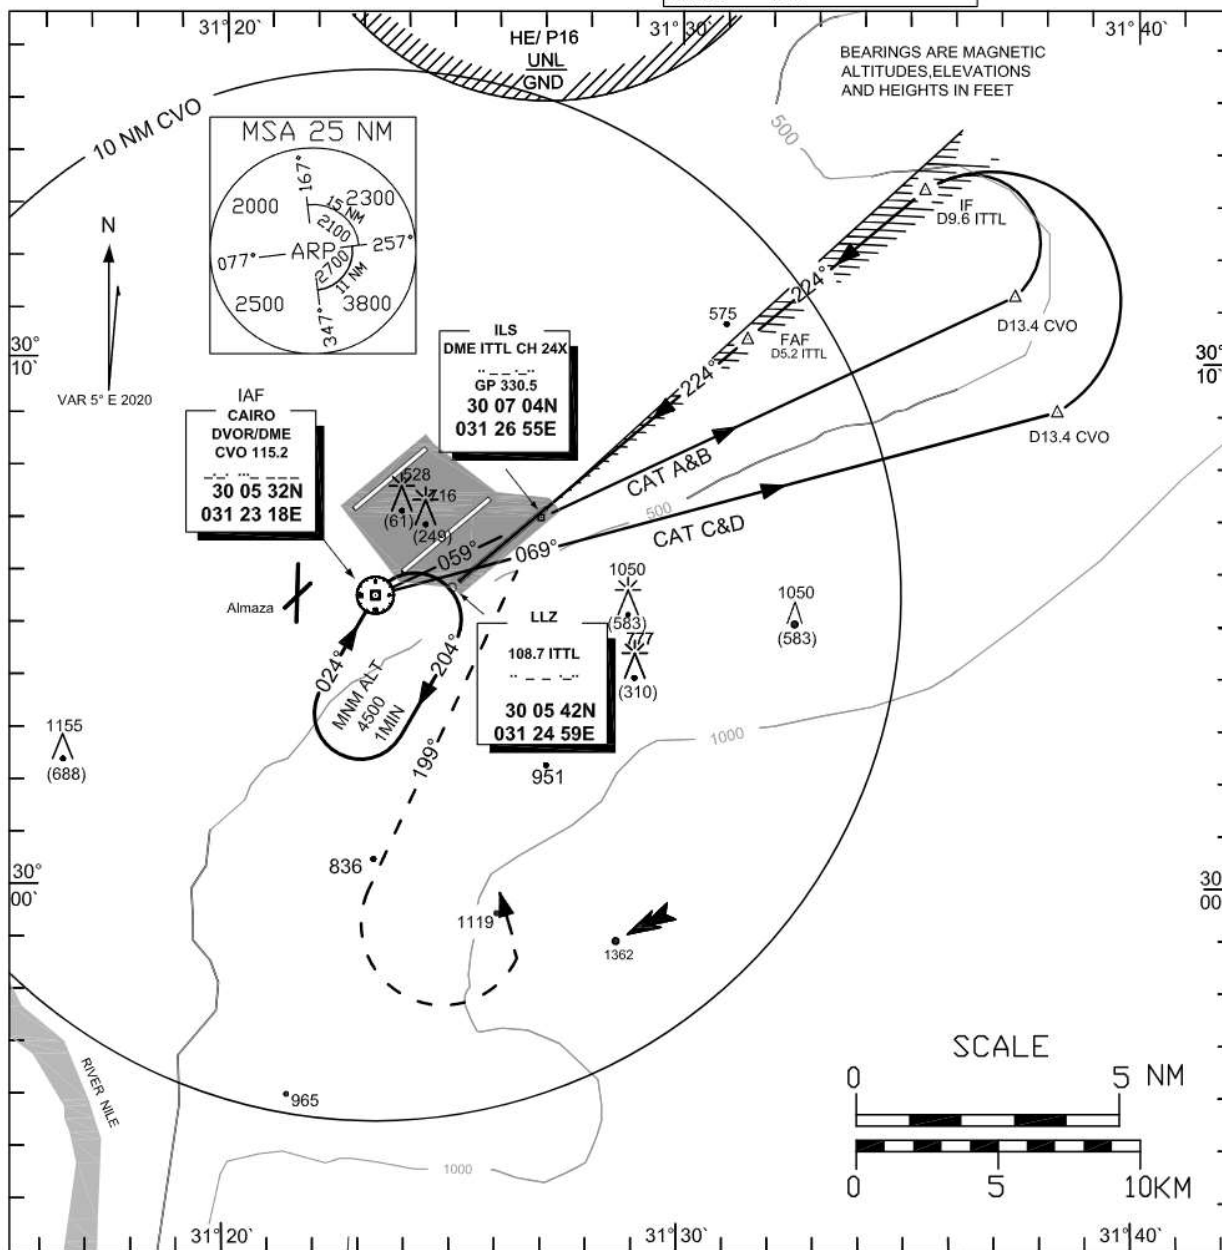 31°20`
31°30`
31°40`
HE/ P16
UNL
GND
BEARINGS ARE MAGNETIC
ALTITUDES,ELEVATIONS
AND HEIGHTS IN FEET
10 NM CVO
500
MSA 25 NM
167°
2000
2300
15 NM
2100
ARP
257°
077°
2700
11 NM
2500
3800
347°
N
VAR 5° E 2020
IF
D9.6 ITTL
224°
D13.4 CVO
575
FAF
D5.2 ITTL
224°
30°
10`
30°
10`
ILS
DME ITTL CH 24X
.. _ _ ._..
GP 330.5
30 07 04N
031 26 55E
IAF
CAIRO
DVOR/DME
CVO 115.2
_._. ..._ _ _ _
30 05 32N
031 23 18E
D13.4 CVO
528
(61)
716
(249)
CAT A&B
500
CAT C&D
059°
069°
Almaza
1050
(583)
777
(310)
1050
(583)
LLZ
108.7 ITTL
.. _ _ ._..
30 05 42N
031 24 59E
024°
204°
MNM ALT
4500
1MIN
199°
1155
(688)
1000
951
836
30°
00`
30
00
1119
1362
RIVER NILE
965
1000
SCALE
0
5 NM
0
5
10KM
31°20`
31°30`
31°40`